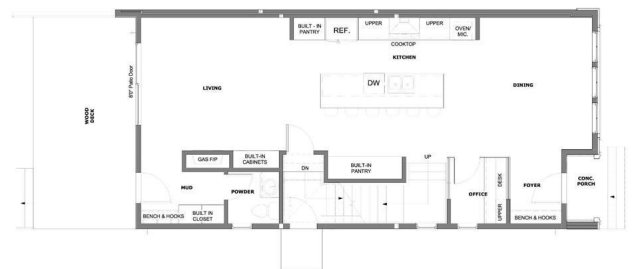 BUILT - IN
PANTRY
REF.
UPPER
UPPER
OVEN/
MIC.
COOKTOP
KITCHEN
8'0" Patio Door
WOOD
DECK
LIVING
DW
DINING
GAS F/P
BUILT-IN
CABINETS
DN
BUILT-IN
PANTRY
UP
MUD
POWDER
OFFICE
DESK
UPPER
FOYER
CONC.
PORCH
BENCH & HOOKS
BUILT IN
CLOSET
BENCH & HOOKS